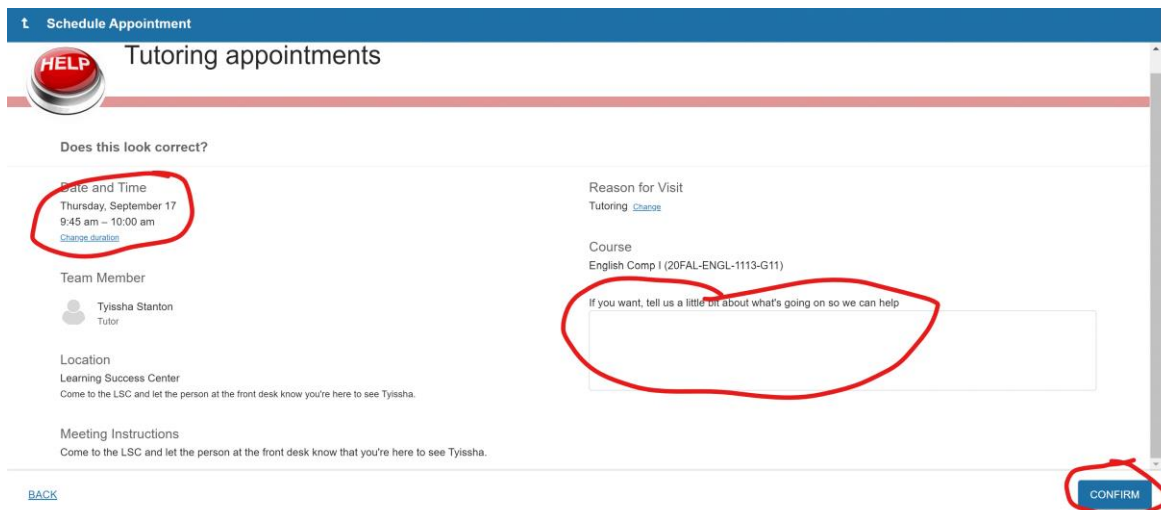 Schedule Appointment
HELP
Tutoring appointments
Does this look correct?
Date and Time
Thursday, September 17
9:45 am – 10:00 am
Change duration
Team Member
Tyissha Stanton
Tutor
Location
Learning Success Center
Come to the LSC and let the person at the front desk know you're here to see Tyissha.
Meeting Instructions
Come to the LSC and let the person at the front desk know that you're here to see Tyissha.
Reason for Visit
Tutoring Change
Course
English Comp I (20FAL-ENGL-1113-G11)
If you want, tell us a little bit about what's going on so we can help
BACK
CONFIRM